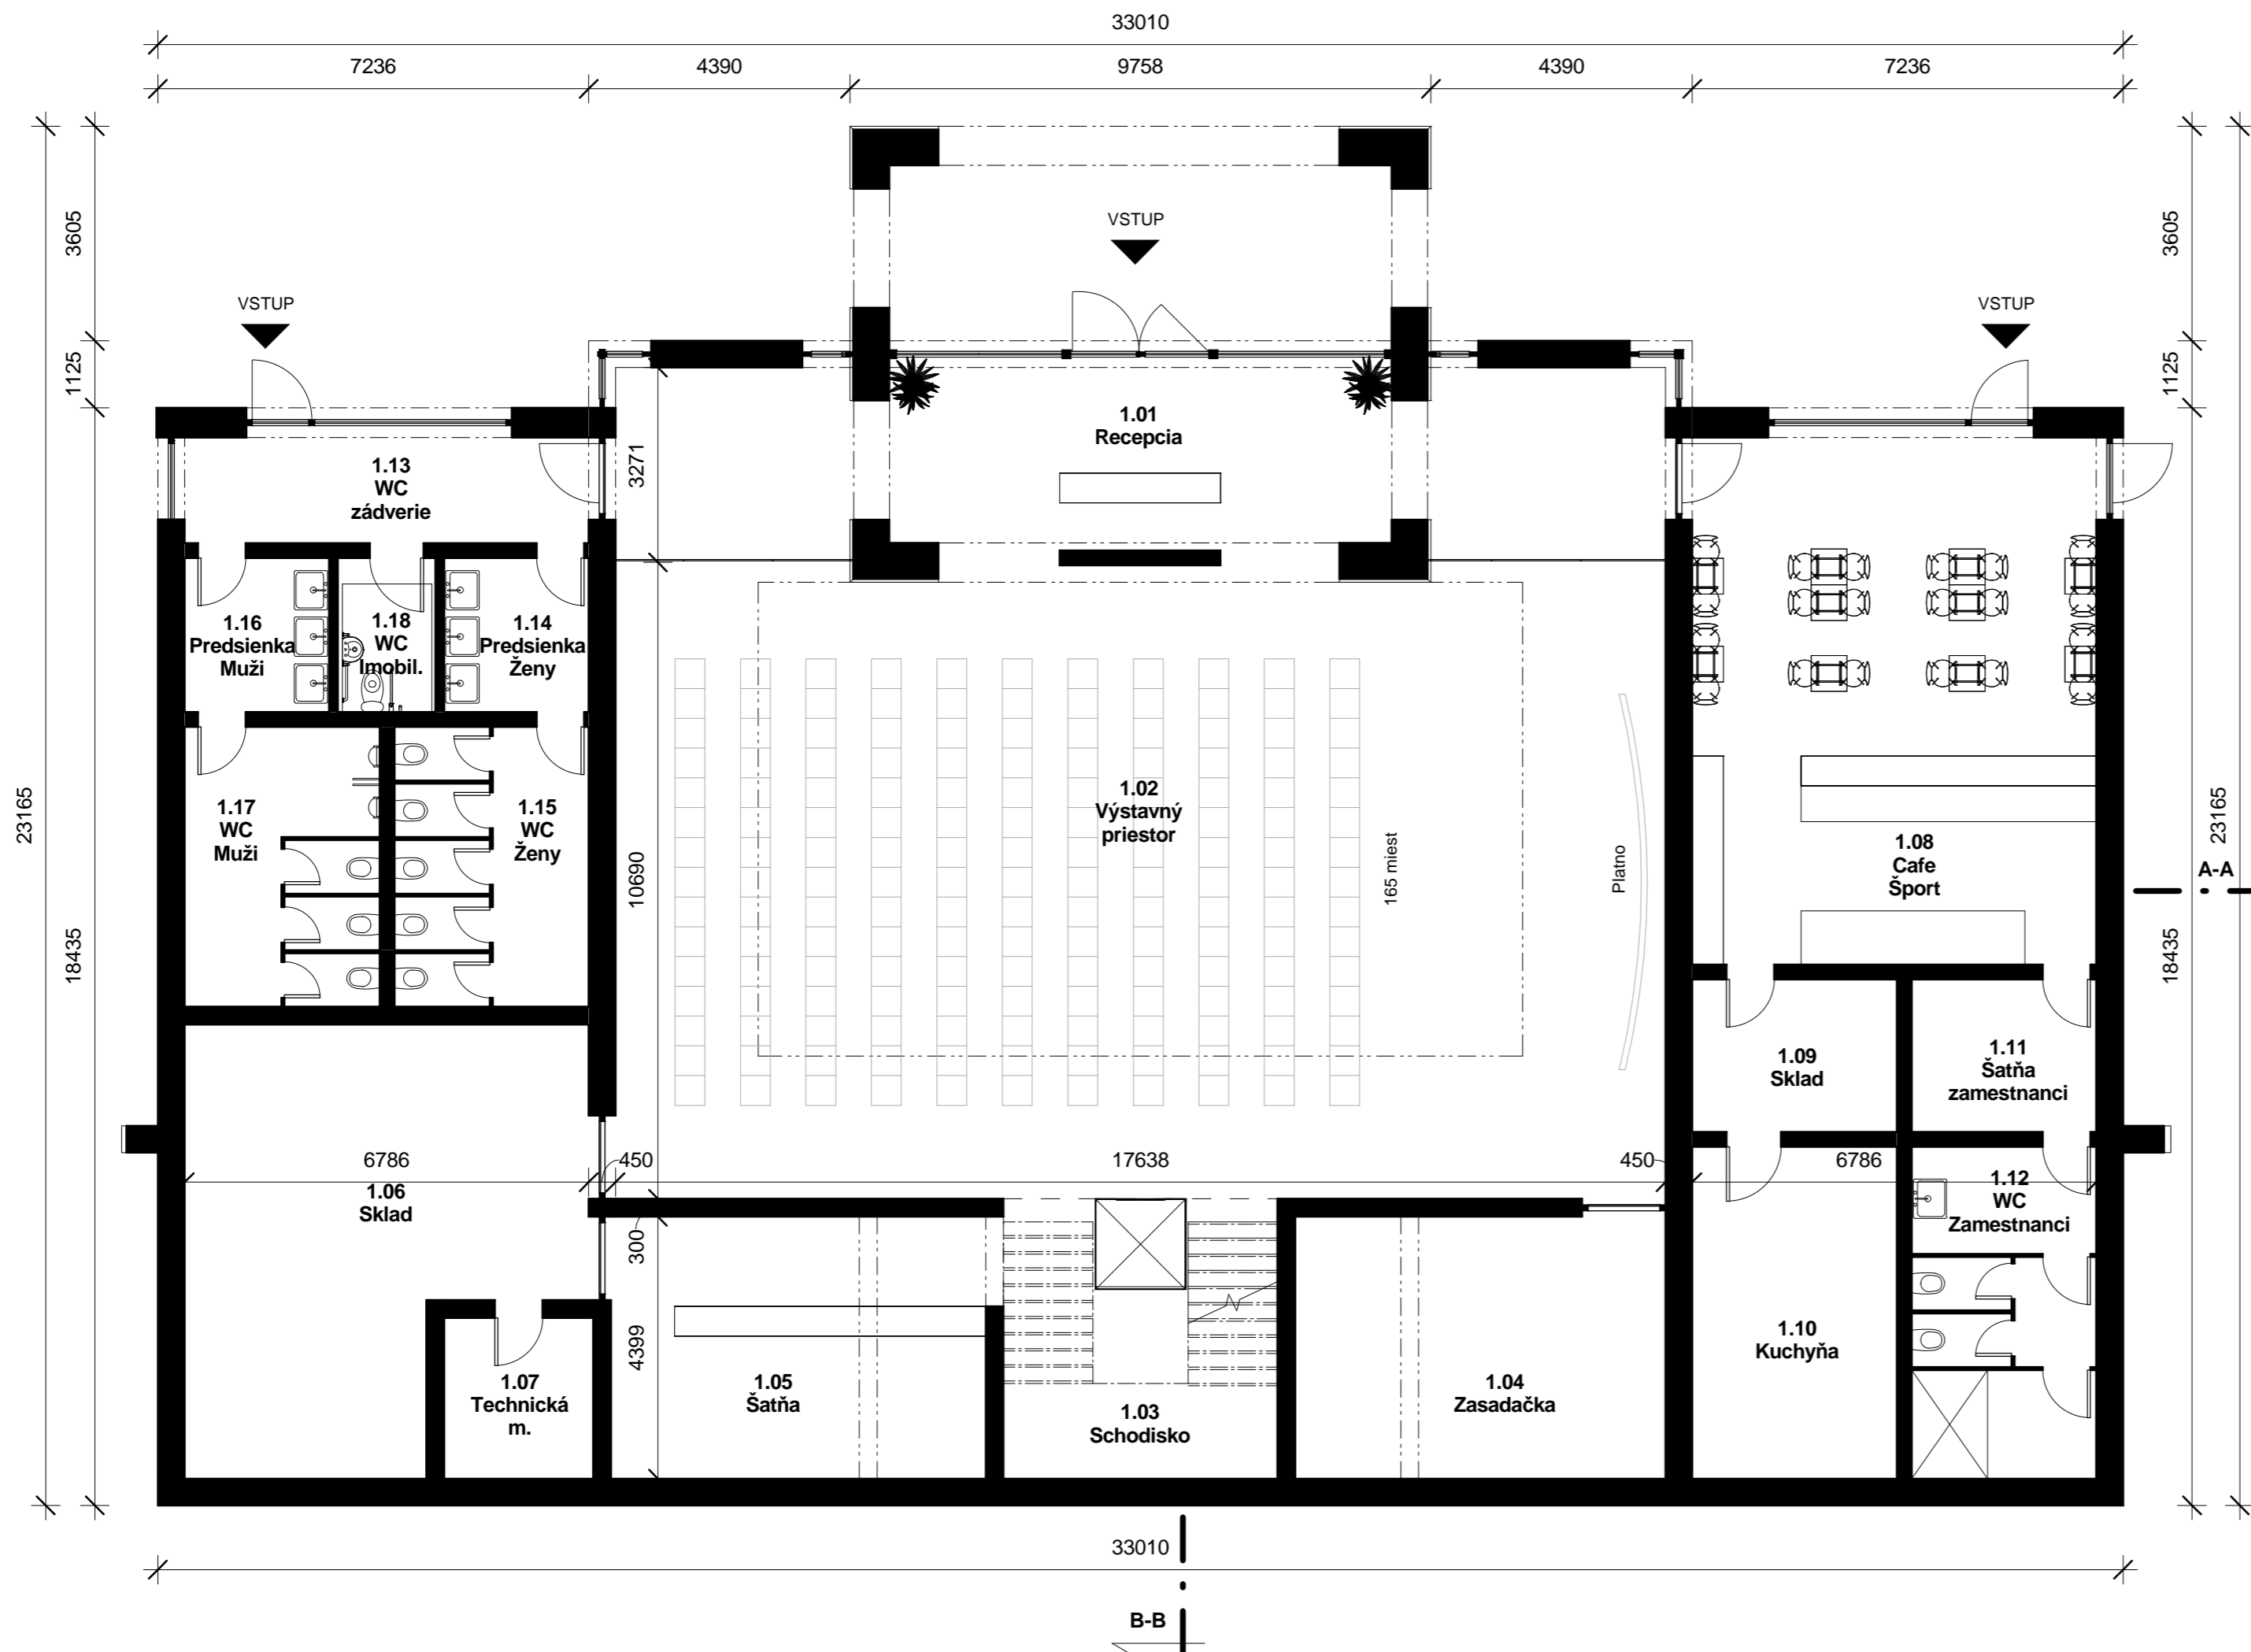 33010
7236
4390
9758
4390
7236
3605
1125
23165
18435
3605
1125
23165
18435
VSTUP
VSTUP
VSTUP
1.01
Recepcia
3271
1.13
WC
zádverie
1.16
Predsienka
Muži
1.18
WC
Imobil.
1.14
Predsienka
Ženy
1.17
WC
Muži
1.15
WC
Ženy
10690
1.02
Výstavný
priestor
165 miest
Platno
1.08
Cafe
Šport
A-A
1.09
Sklad
1.11
Šatňa
zamestnanci
6786
450
17638
450
6786
1.06
Sklad
1.12
WC
Zamestnanci
300
4399
1.10
Kuchyňa
1.07
Technická
m.
1.05
Šatňa
1.03
Schodisko
1.04
Zasadačka
33010
B-B